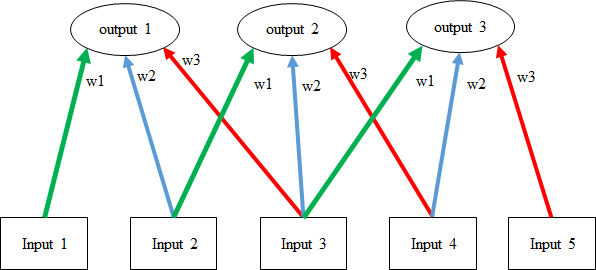 output 1
output 2
output 3
w1
w2
w3
w1
w2
w3
w1
w2
w3
Input 1
Input 2
Input 3
Input 4
Input 5